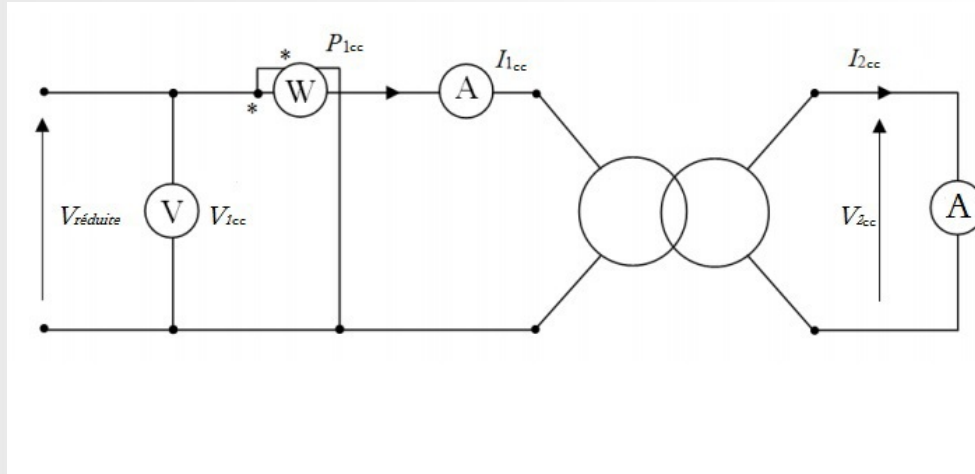 P1cc
*
I1cc
I2cc
W
A
*
Vréduite
V
V1cc
V2cc
A